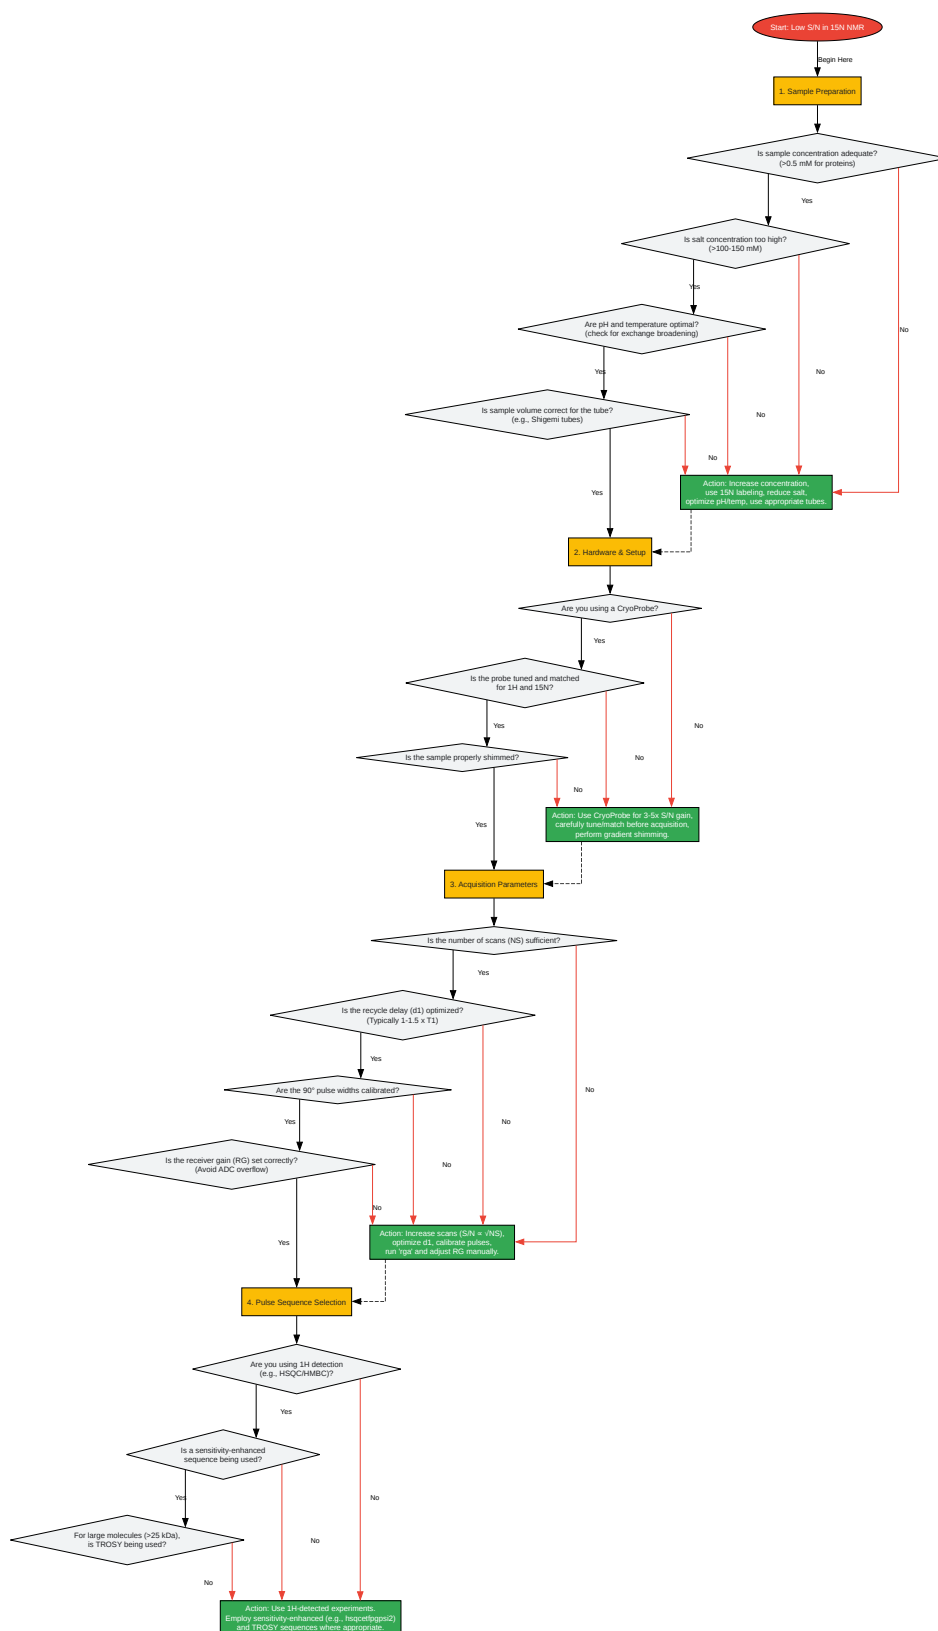 Start: Low S/N in 15N NMR
Begin Here
1. Sample Preparation
Is sample concentration adequate?
(>0.5 mM for proteins)
Yes
Is salt concentration too high?
(>100-150 mM)
Yes
Are pH and temperature optimal?
(check for exchange broadening)
No
Yes
No
Is sample volume correct for the tube?
(e.g., Shigemi tubes)
No
No
Action: Increase concentration,
use 15N labeling, reduce salt,
optimize pH/temp, use appropriate tubes.
Yes
2. Hardware & Setup
Are you using a CryoProbe?
Yes
Is the probe tuned and matched
for 1H and 15N?
Yes
No
Is the sample properly shimmed?
No
No
Action: Use CryoProbe for 3-5x S/N gain,
carefully tune/match before acquisition,
perform gradient shimming.
Yes
3. Acquisition Parameters
Is the number of scans (NS) sufficient?
Yes
Is the recycle delay (d1) optimized?
(Typically 1-1.5 x T1)
Yes
Are the 90° pulse widths calibrated?
No
Yes
No
Is the receiver gain (RG) set correctly?
(Avoid ADC overflow)
No
No
Action: Increase scans (S/N ∝ √NS),
optimize d1, calibrate pulses,
run 'rga' and adjust RG manually.
Yes
4. Pulse Sequence Selection
Are you using 1H detection
(e.g., HSQC/HMBC)?
Yes
Is a sensitivity-enhanced
sequence being used?
Yes
No
For large molecules (>25 kDa),
is TROSY being used?
No
No
Action: Use 1H-detected experiments.
Employ sensitivity-enhanced (e.g., hsqcetfpgpsi2)
and TROSY sequences where appropriate.